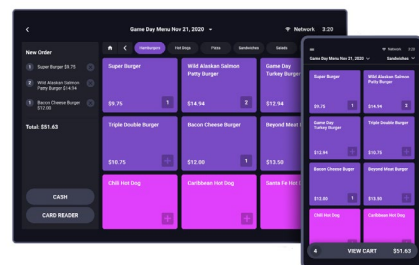 Game Day Menu Nov 21, 2020
Network 3:20
New Order
1 Super Burger $9.75
2 Wild Alaskan Salmon
Patty Burger $14.94
1 Bacon Cheese Burger
$12.00
Total: $51.63
CASH
CARD READER
Hamburgers Hot Dogs Pizza Sandwiches Salads
Super Burger
$9.75 1
Wild Alaskan Salmon
Patty Burger
$14.94 2
Game Day
Turkey Burger
$12.94
Triple Double Burger
$10.75 +
Bacon Cheese Burger
$12.00 1
Beyond Meat
$13.50
Chili Hot Dog
+
Caribbean Hot Dog
+
Santa Fe Hot
Network 3:20
Game Day Menu Nov 21, 2020 Sandwiches
Super Burger
$9.75 1
Wild Alaskan Salmon
Patty Burger
$14.94
Game Day
Turkey Burger
$12.94 +
Triple Double Burger
$10.75 +
Bacon Cheese Buger
1
Beyond Mean Burger
$13.50 +
Chili Hot Dog
Caribbean Hot Dog
4 VIEW CART $51.63